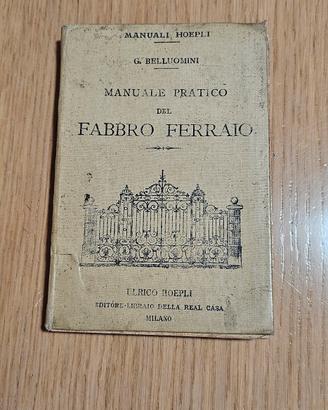 MANUALI HOEPLI
G. BELLUOMINI
MANUALE PRATICO
DEL
FABBRO FERRAIO
ULRICO HOEPLI
EDITORE-LIBRAIO DELLA REAL CASA
MILANO